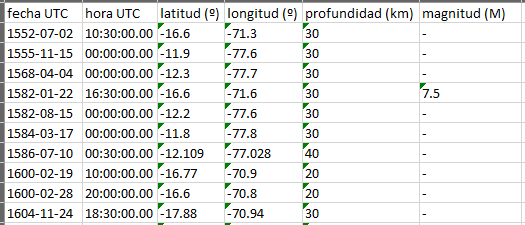 fecha UTC hora UTC latitud (º) longitud (º) profundidad (km) magnitud (M)
1552-07-02 10:30:00.00 -16.6 -71.3 30 -
1555-11-15 00:00:00.00 -11.9 -77.6 30 -
1568-04-04 00:00:00.00 -12.3 -77.7 30 -
1582-01-22 16:30:00.00 -16.6 -71.6 30 7.5
1582-08-15 00:00:00.00 -12.2 -77.6 30 -
1584-03-17 00:00:00.00 -11.8 -77.8 30 -
1586-07-10 00:30:00.00 -12.109 -77.028 40 -
1600-02-19 10:00:00.00 -16.77 -70.9 20 -
1600-02-28 20:00:00.00 -16.6 -70.8 20 -
1604-11-24 18:30:00.00 -17.88 -70.94 30 -